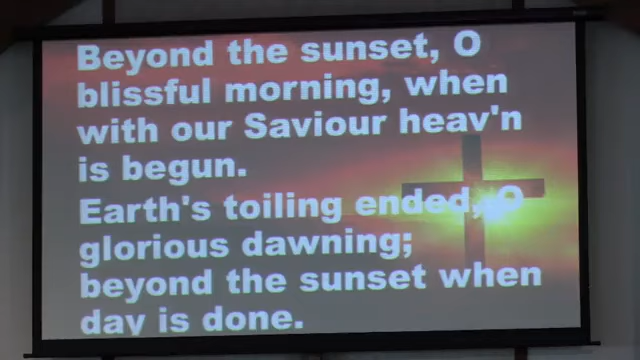 Beyond the sunset, O
blissful morning, when
with our Saviour heav'n
is begun.
Earth's toiling ended, O
glorious dawning;
beyond the sunset when
day is done.